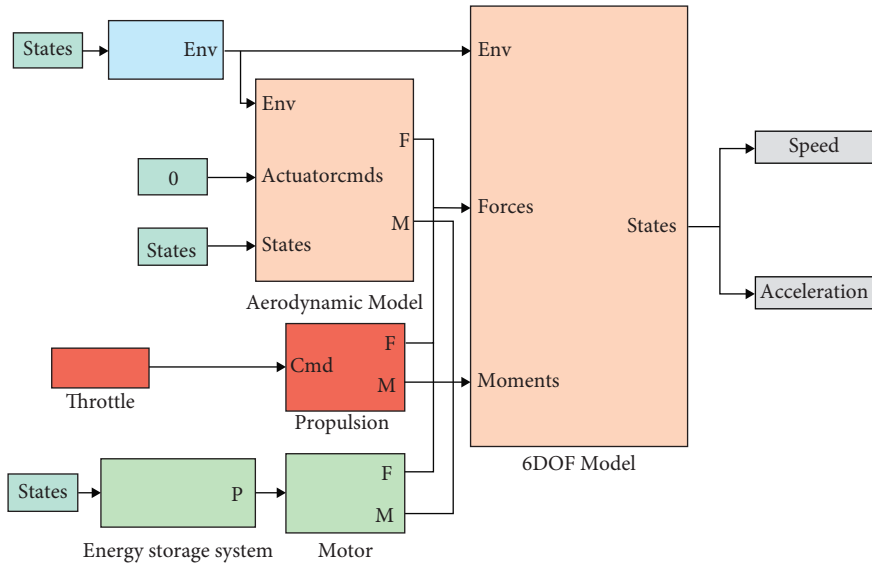 States
Env
Env
Env
F
Speed
0
Actuatorcmds
Forces
M
States
States
States
Acceleration
Aerodynamic Model
F
Cmd
M
Moments
Throttle
Propulsion
6DOF Model
F
States
P
M
Energy storage system
Motor